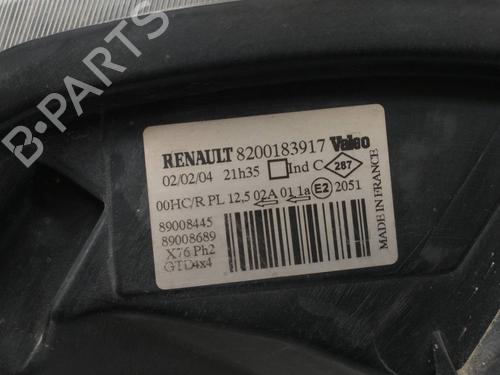 B-PARTS
RENAULT 8200183917 Valeo
02/02/04 21h35 Ind C 287
00HC/R PL 12,5 02A 01 1a E2 2051
89008445
89008689
X76 Ph2
GTD4x4
MADE IN FRANCE